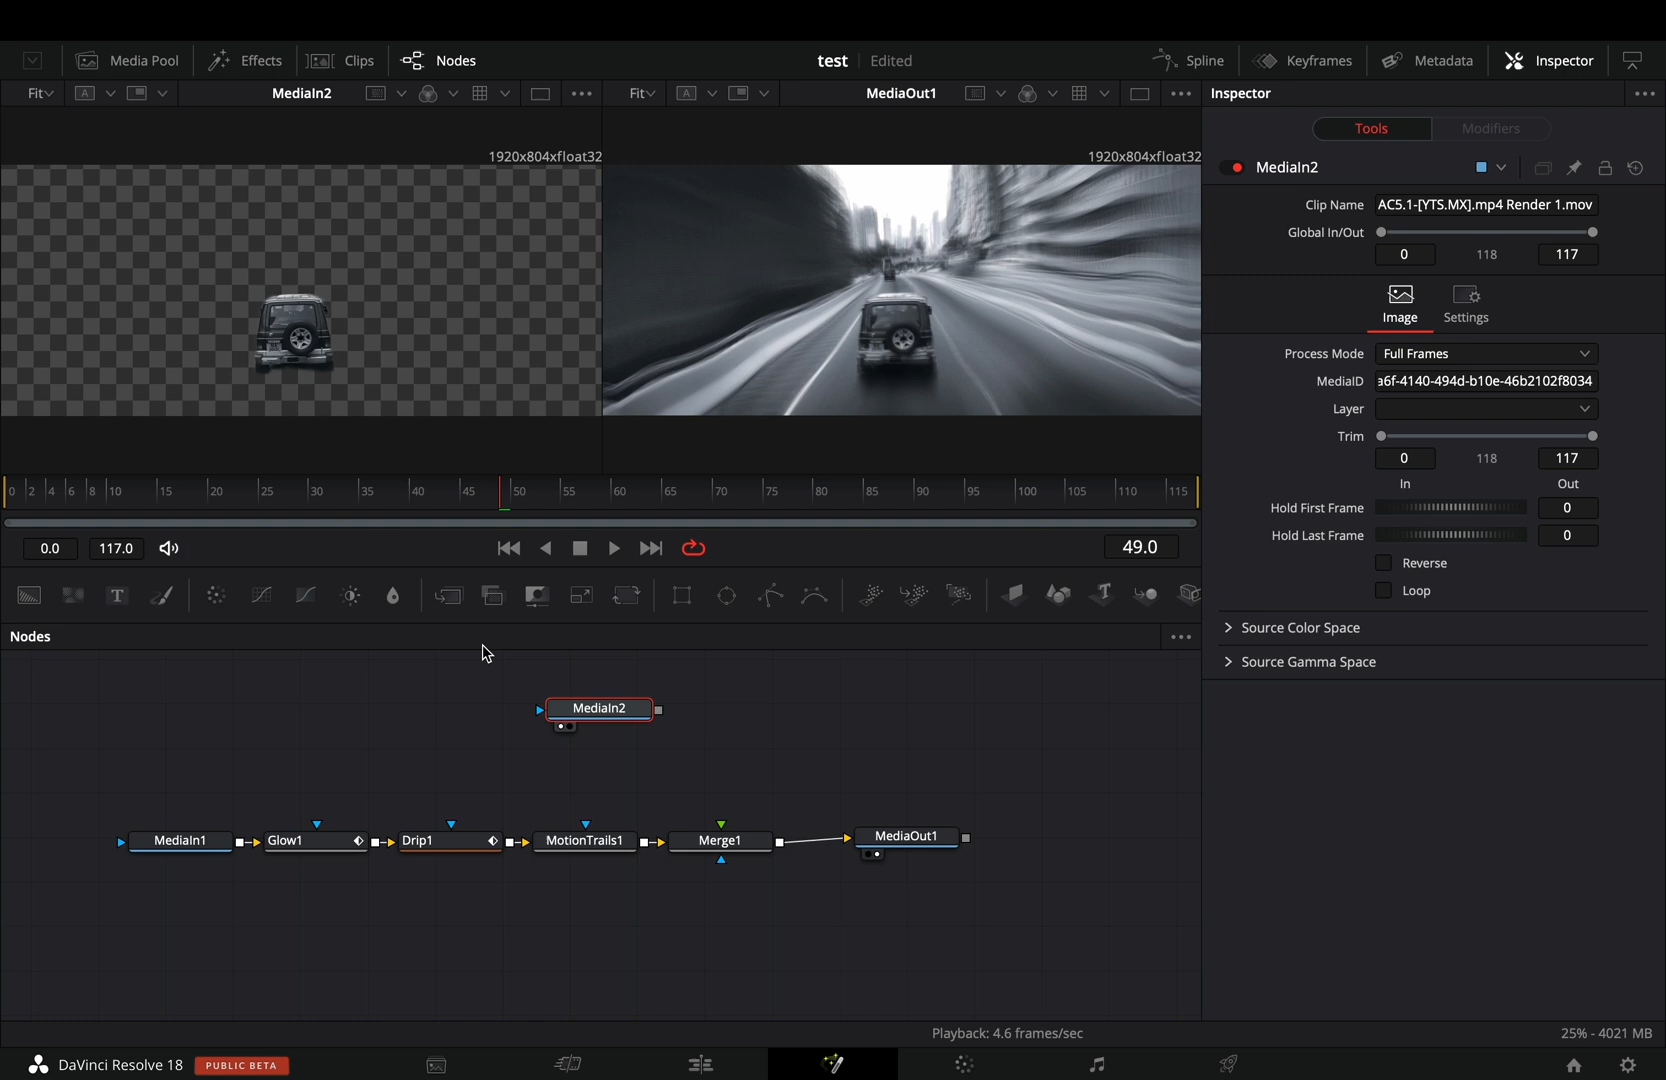 Media Pool
Effects
Clips
Nodes
test
Edited
Spline
Keyframes
Metadata
Inspector
Fit
A
MediaIn2
Fit
A
MediaOut1
Inspector
Tools
Modifiers
1920x804xfloat32
1920x804xfloat32
MediaIn2
Clip Name
AC5.1-[YTS.MX].mp4 Render 1.mov
Global In/Out
0
118
117
Image
Settings
Process Mode
Full Frames
MediaID
a6f-4140-494d-b10e-46b2102f8034
Layer
Trim
0
118
117
In
Out
Hold First Frame
0
Hold Last Frame
0
Reverse
Loop
Source Color Space
Source Gamma Space
0 2 4 6 8 10 15 20 25 30 35 40 45 50 55 60 65 70 75 80 85 90 95 100 105 110 115
0.0
117.0
49.0
T
T
Nodes
MediaIn2
MediaIn1
Glow1
Drip1
MotionTrails1
Merge1
MediaOut1
Playback: 4.6 frames/sec
25% - 4021 MB
DaVinci Resolve 18
PUBLIC BETA